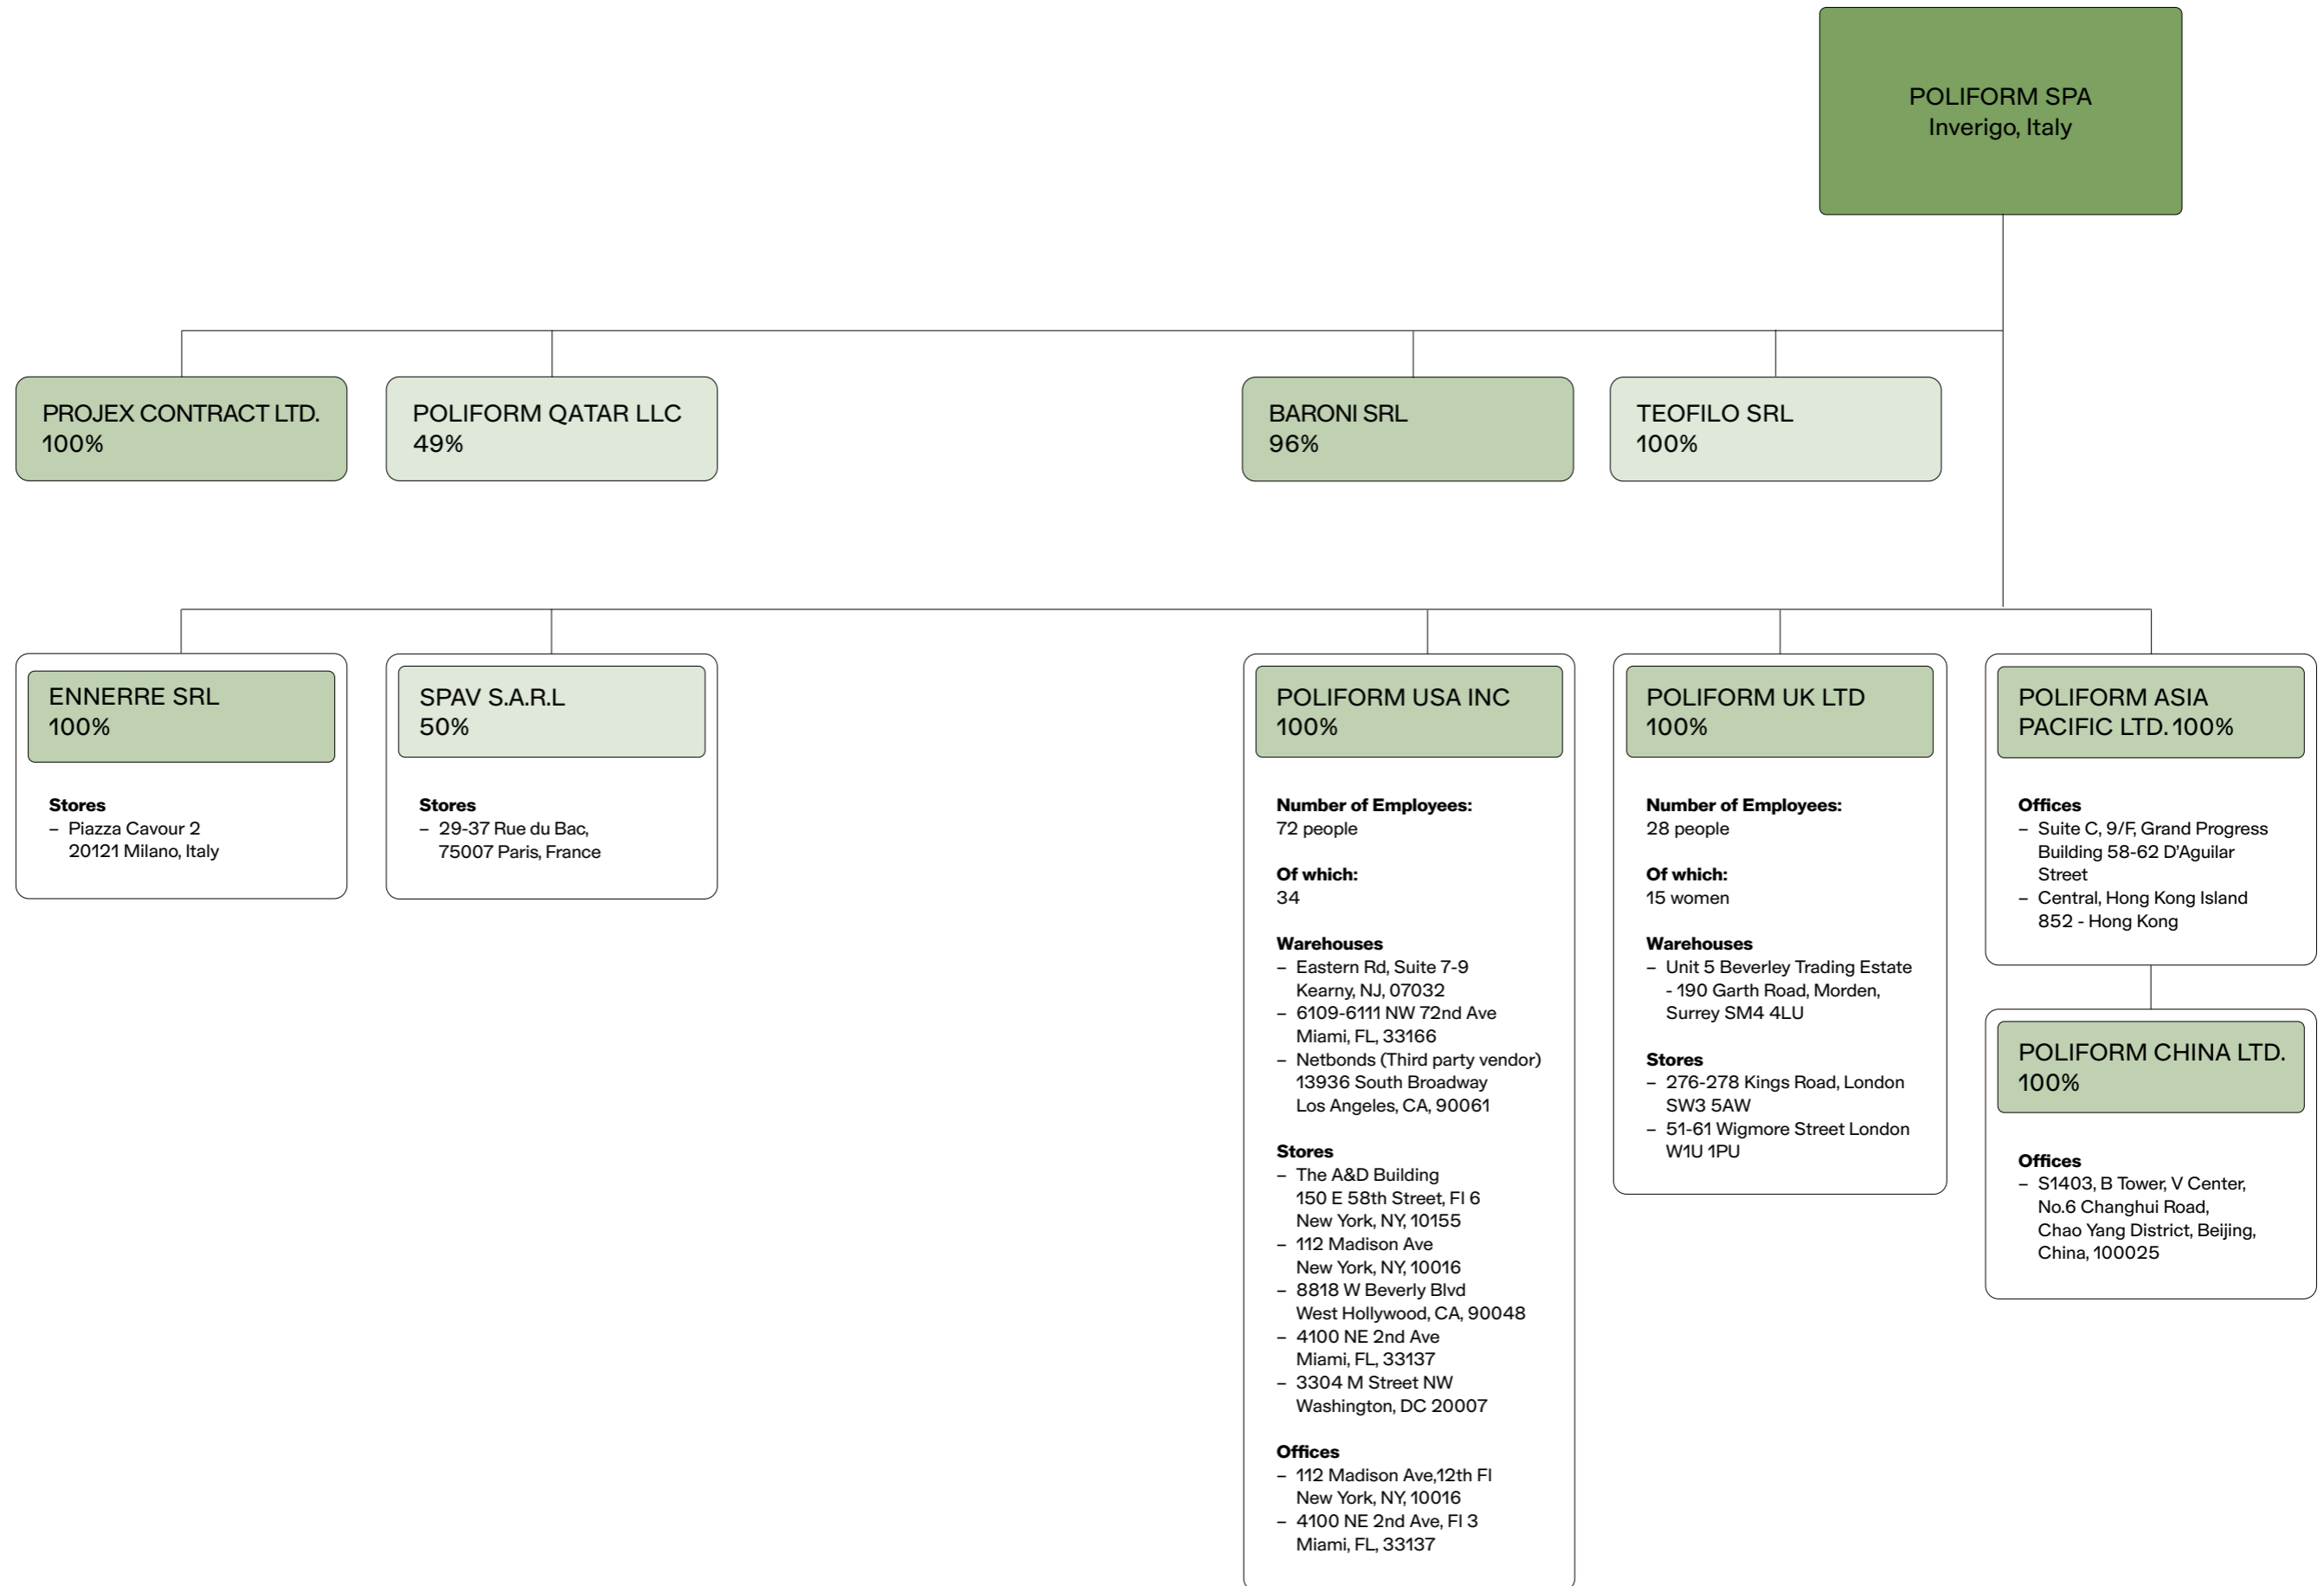 POLIFORM SPA
Inverigo, Italy
PROJEX CONTRACT LTD.
100%
POLIFORM QATAR LLC
49%
BARONI SRL
96%
TEOFILO SRL
100%
ENNERRE SRL
100%
Stores
– Piazza Cavour 2
20121 Milano, Italy
SPAV S.A.R.L
50%
Stores
– 29-37 Rue du Bac,
75007 Paris, France
POLIFORM USA INC
100%
Number of Employees:
72 people
Of which:
34
Warehouses
– Eastern Rd, Suite 7-9
Kearny, NJ, 07032
– 6109-6111 NW 72nd Ave
Miami, FL, 33166
– Netbonds (Third party vendor)
13936 South Broadway
Los Angeles, CA, 90061
Stores
– The A&D Building
150 E 58th Street, Fl 6
New York, NY, 10155
– 112 Madison Ave
New York, NY, 10016
– 8818 W Beverly Blvd
West Hollywood, CA, 90048
– 4100 NE 2nd Ave
Miami, FL, 33137
– 3304 M Street NW
Washington, DC 20007
Offices
– 112 Madison Ave,12th Fl
New York, NY, 10016
– 4100 NE 2nd Ave, Fl 3
Miami, FL, 33137
POLIFORM UK LTD
100%
Number of Employees:
28 people
Of which:
15 women
Warehouses
– Unit 5 Beverley Trading Estate
- 190 Garth Road, Morden,
Surrey SM4 4LU
Stores
– 276-278 Kings Road, London
SW3 5AW
– 51-61 Wigmore Street London
W1U 1PU
POLIFORM ASIA
PACIFIC LTD. 100%
Offices
– Suite C, 9/F, Grand Progress
Building 58-62 D’Aguilar
Street
– Central, Hong Kong Island
852 - Hong Kong
POLIFORM CHINA LTD.
100%
Offices
– S1403, B Tower, V Center,
No.6 Changhui Road,
Chao Yang District, Beijing,
China, 100025